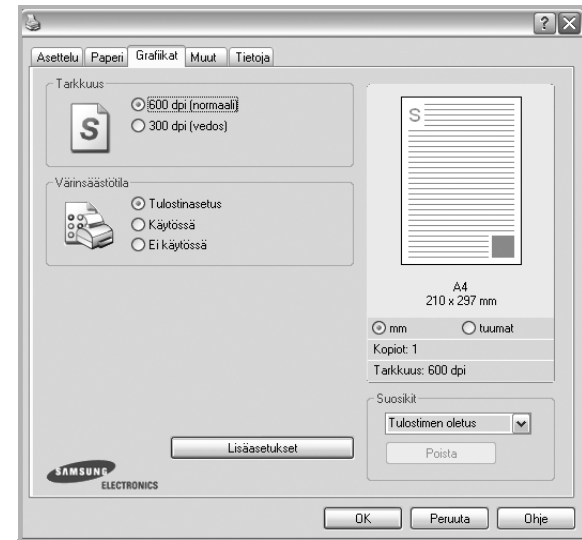 Asettelu Paperi Grafiikat Muut Tietoja
Tarkkuus
600 dpi (normaali)
300 dpi (vedos)
S
Värinsäästötila
Tulostinasetus
Käytössä
Ei käytössä
S
A4
210 x 297 mm
mm tuumat
Kopiot: 1
Tarkkuus: 600 dpi
Suosikit
Tulostimen oletus
Poista
Lisäasetukset
SAMSUNG
ELECTRONICS
OK Peruuta Ohje